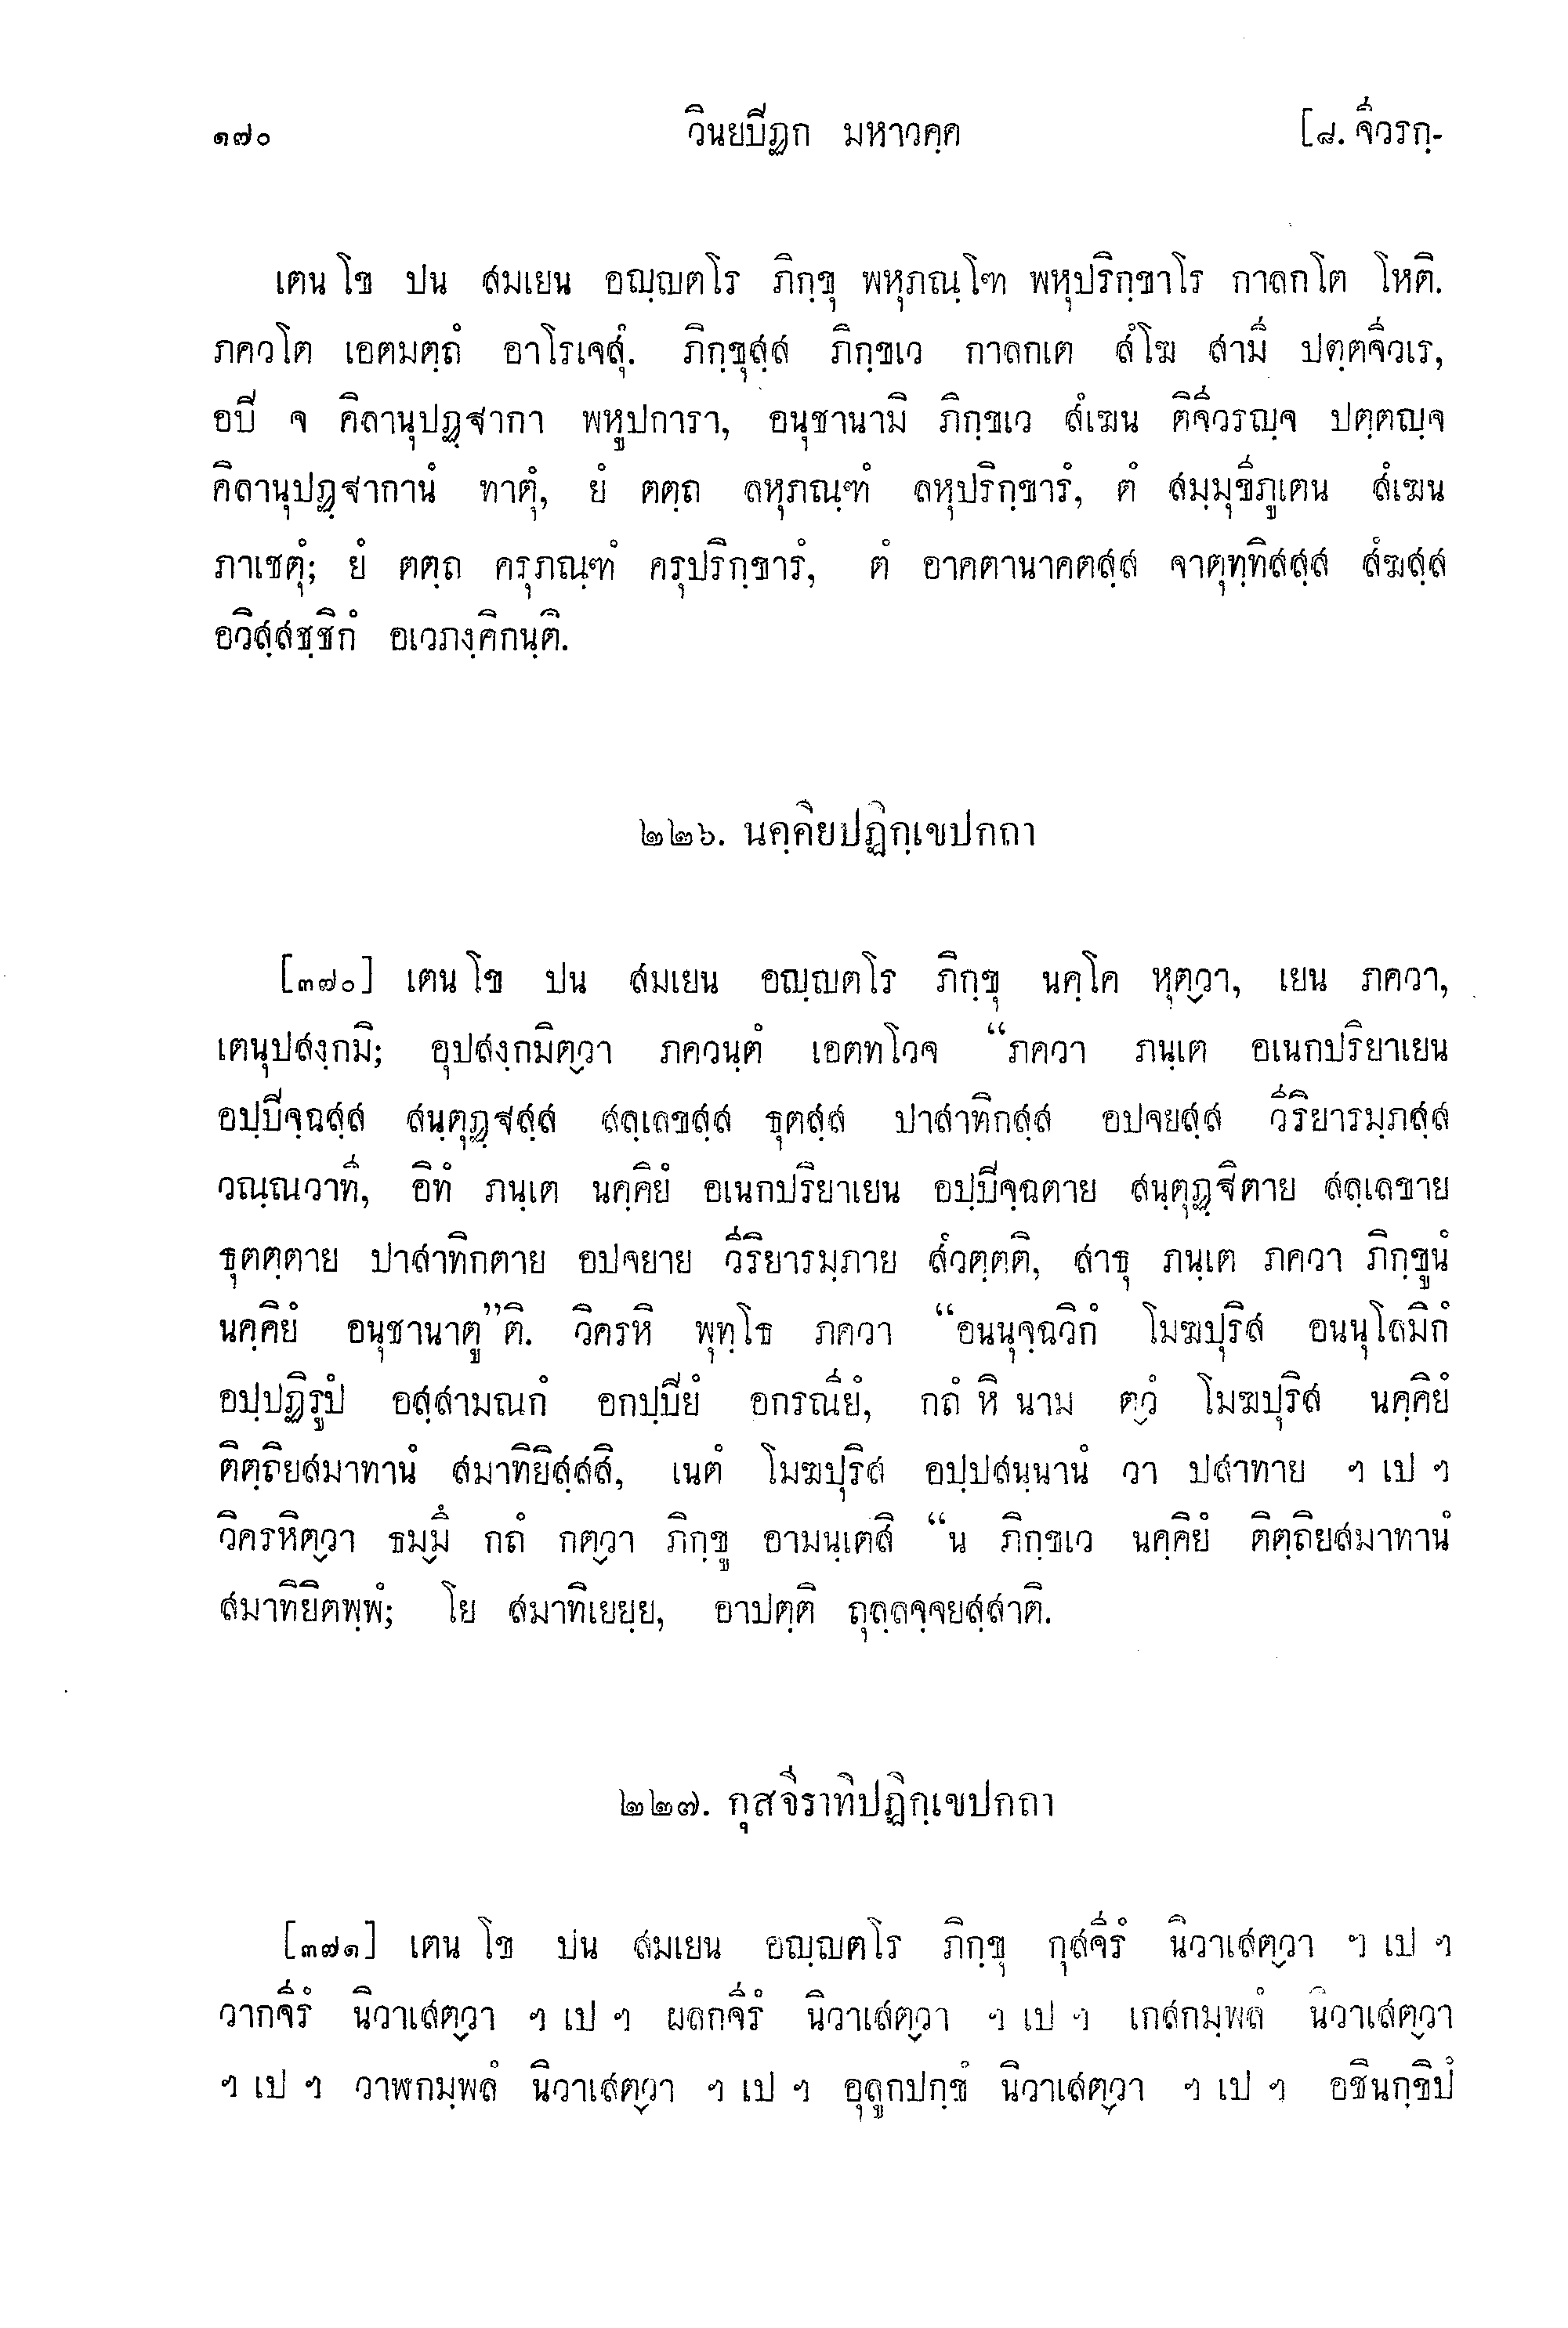 ๑๗๐ วินยปิฏก มหาวคฺค [๘. จีวรกฺ-
เตน โข ปน สมเยน อญฺญตโร ภิกฺขุ พหุภณฺโฑ พหุปริกฺขาโร กาลกโต โหติ.
ภควโต เอตมตฺถํ อาโรเจสุํ. ภิกฺขุสฺส ภิกฺขเว กาลกเต สํโฆ สามี ปตฺตจีวเร,
อปิ จ คิลานุปฏฺฐากา พหูปการา, อนุชานามิ ภิกฺขเว สํเฆน ติจีวรญฺจ ปตฺตญฺจ
คิลานุปฏฺฐากานํ ทาตุํ, ยํ ตตฺถ ลหุภณฺฑํ ลหุปริกฺขารํ, ตํ สมฺมุขีภูเตน สํเฆน
ภาเชตุํ; ยํ ตตฺถ ครุภณฺฑํ ครุปริกฺขารํ, ตํ อาคตานาคตสฺส จาตุทฺทิสสฺส สํฆสฺส
อวิสฺสชฺชิกํ อเวภงฺคิกนฺติ.
๒๒๖. นคฺคิยปฏิกฺเขปกถา
[๓๗๐] เตน โข ปน สมเยน อญฺญตโร ภิกฺขุ นคฺโค หุตฺวา, เยน ภควา,
เตนุปสงฺกมิ; อุปสงฺกมิตฺวา ภควนฺตํ เอตทโวจ “ภควา ภนฺเต อเนกปริยาเยน
อปฺปิจฺฉสฺส สนฺตุฏฺฐสฺส สลฺเลขสฺส ธุตสฺส ปาสาทิกสฺส อปจยสฺส วีริยารมฺภสฺส
วณฺณวาที, อิทํ ภนฺเต นคฺคิยํ อเนกปริยาเยน อปฺปิจฺฉตาย สนฺตุฏฺฐิตาย สลฺเลขาย
ธุตตฺตาย ปาสาทิกตาย อปจยาย วีริยารมฺภาย สํวตฺตติ, สาธุ ภนฺเต ภควา ภิกฺขูนํ
นคฺคิยํ อนุชานาตู”ติ. วิครหิ พุทฺโธ ภควา “อนนุจฺฉวิกํ โมฆปุริส อนนุโลมิกํ
อปฺปฏิรูปํ อสฺสามณกํ อกปฺปิยํ อกรณียํ, กถํ หิ นาม ตฺวํ โมฆปุริส นคฺคิยํ
ติตฺถิยสมาทานํ สมาทิยิสฺสสิ, เนตํ โมฆปุริส อปฺปสนฺนานํ วา ปสาทาย ฯ เป ฯ
วิครหิตฺวา ธมฺมึ กถํ กตฺวา ภิกฺขู อามนฺเตสิ “น ภิกฺขเว นคฺคิยํ ติตฺถิยสมาทานํ
สมาทิยิตพฺพํ; โย สมาทิเยยฺย, อาปตฺติ ถุลฺลจฺจยสฺสาติ.
๒๒๗. กุสจีราทิปฏิกฺเขปกถา
[๓๗๑] เตน โข ปน สมเยน อญฺญตโร ภิกฺขุ กุสจีรํ นิวาเสตฺวา ฯ เป ฯ
วากจีรํ นิวาเสตฺวา ฯ เป ฯ ผลกจีรํ นิวาเสตฺวา ฯ เป ฯ เกสกมฺพลํ นิวาเสตฺวา
ฯ เป ฯ วาฬกมฺพลํ นิวาเสตฺวา ฯ เป ฯ อุลูกปกฺขํ นิวาเสตฺวา ฯ เป ฯ อชินกฺขิปํ